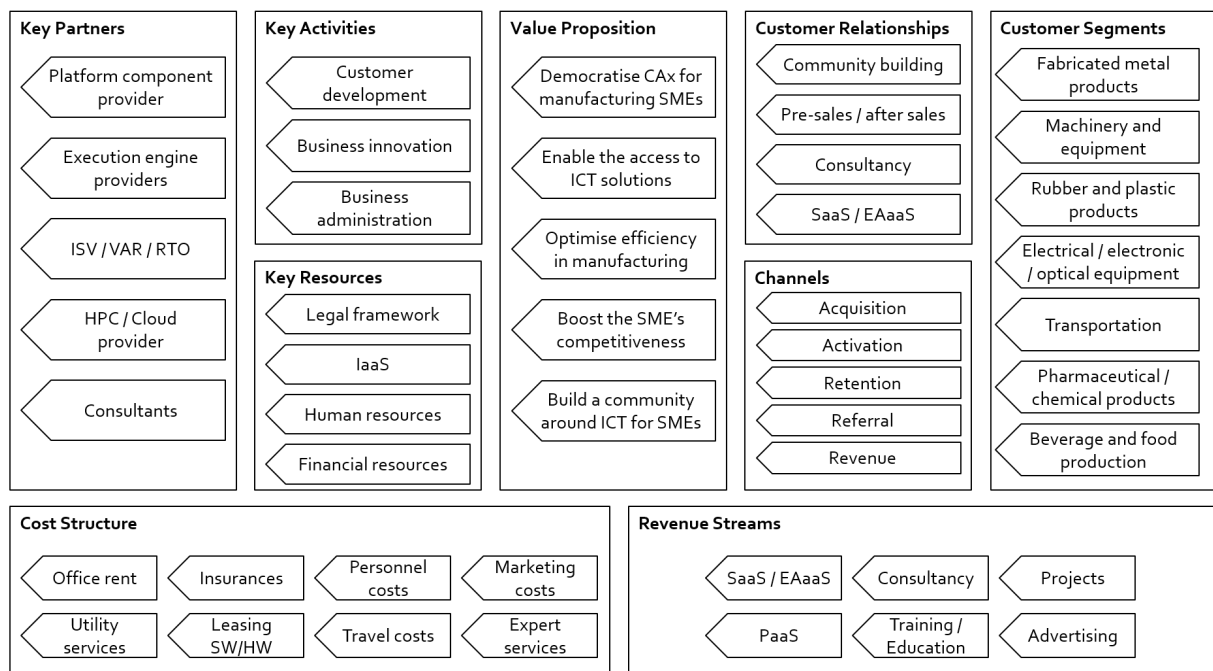 Key Partners
Platform component
provider
Execution engine
providers
ISV / VAR / RTO
HPC / Cloud
provider
Consultants
Key Activities
Customer
development
Business innovation
Business
administration
Key Resources
Legal framework
IaaS
Human resources
Financial resources
Value Proposition
Democratise CAx for
manufacturing SMEs
Enable the access to
ICT solutions
Optimise efficiency
in manufacturing
Boost the SME's
competitiveness
Build a community
around ICT for SMEs
Customer Relationships
Community building
Pre-sales / after sales
Consultancy
SaaS / EAaaS
Channels
Acquisition
Activation
Retention
Referral
Revenue
Customer Segments
Fabricated metal
products
Machinery and
equipment
Rubber and plastic
products
Electrical / electronic
/ optical equipment
Transportation
Pharmaceutical /
chemical products
Beverage and food
production
Cost Structure
Office rent
Insurances
Personnel
costs
Marketing
costs
Utility
services
Leasing
SW/HW
Travel costs
Expert
services
Revenue Streams
SaaS / EAaaS
Consultancy
Projects
PaaS
Training /
Education
Advertising